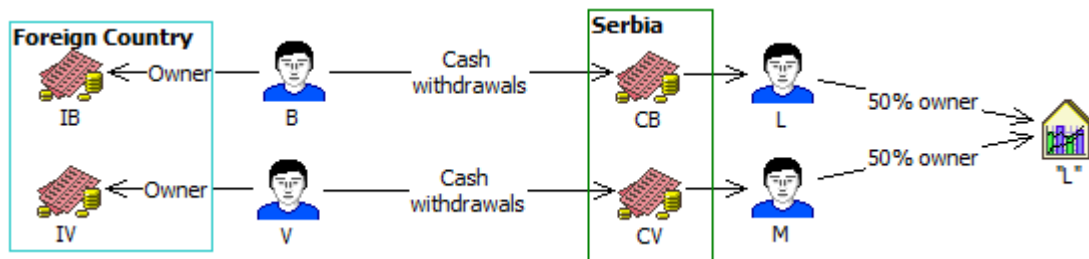 Foreign Country
Serbia
Owner
Cash
withdrawals
50% owner
IB
B
CB
L
"L"
Owner
Cash
withdrawals
50% owner
IV
V
CV
M